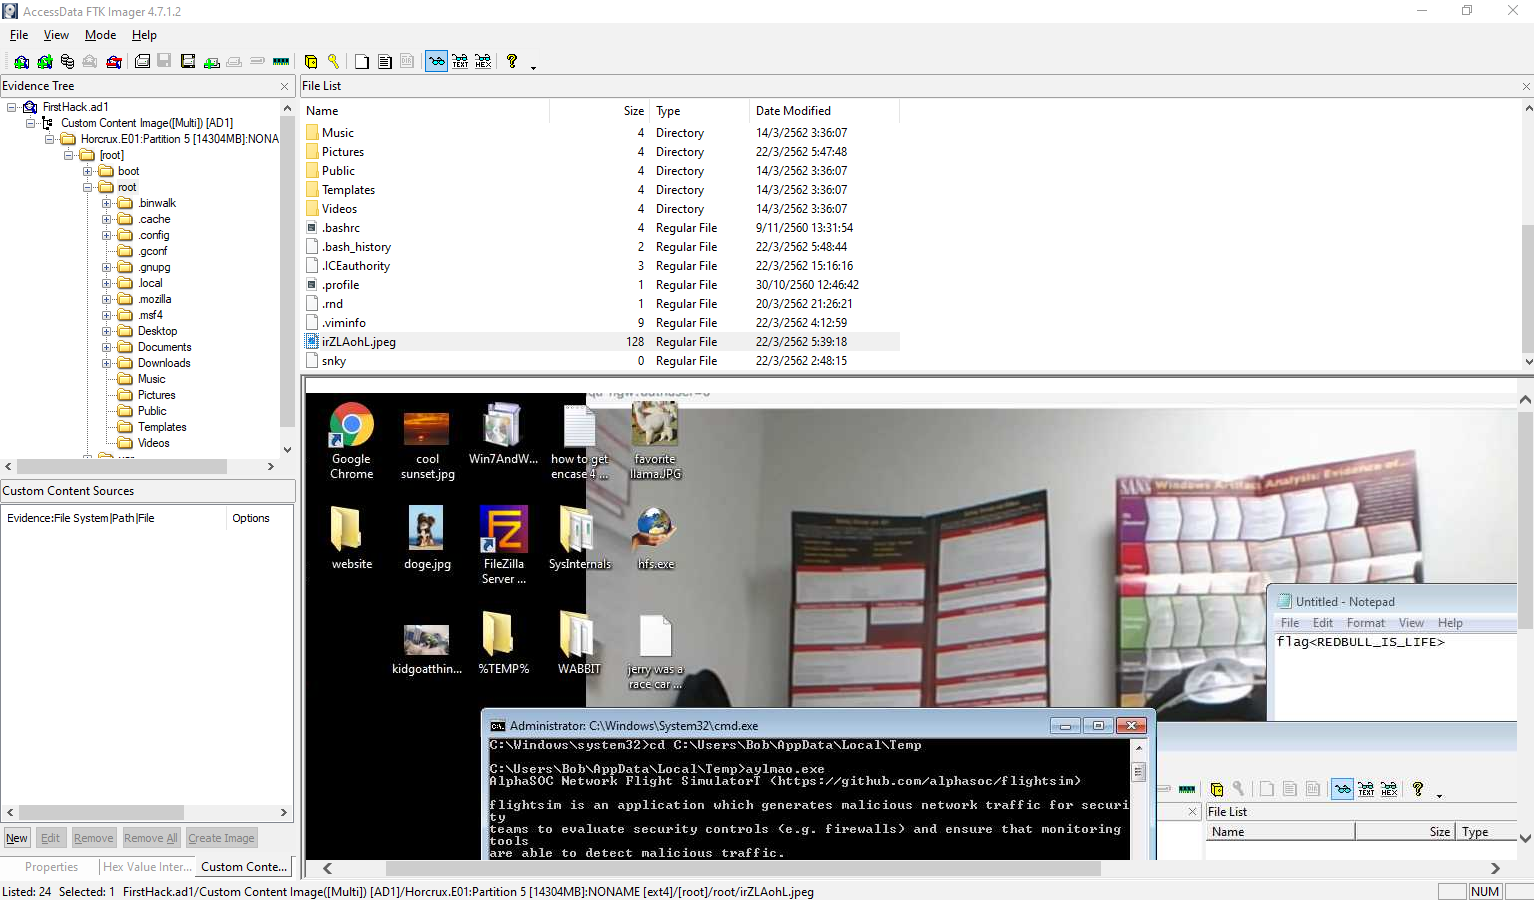 AccessData FTK Imager 4.7.1.2
File View Mode Help
Evidence Tree
FirstHack.ad1
Custom Content Image([Multi]) [AD1]
Horcrux.E01:Partition 5 [14304MB]:NONA
[root]
boot
root
.binwalk
.cache
.config
.gconf
.gnupg
.local
.mozilla
.msf4
Desktop
Documents
Downloads
Music
Pictures
Public
Templates
Videos
Custom Content Sources
Evidence:File System|Path|File Options
New Edit Remove Remove All Create Image
Properties Hex Value Inter... Custom Conte...
File List
Name Size Type Date Modified
Music 4 Directory 14/3/2562 3:36:07
Pictures 4 Directory 22/3/2562 5:47:48
Public 4 Directory 14/3/2562 3:36:07
Templates 4 Directory 14/3/2562 3:36:07
Videos 4 Directory 14/3/2562 3:36:07
.bashrc 4 Regular File 9/11/2560 13:31:54
.bash_history 2 Regular File 22/3/2562 5:48:44
.ICEauthority 3 Regular File 22/3/2562 15:16:16
.profile 1 Regular File 30/10/2560 12:46:42
.rnd 1 Regular File 20/3/2562 21:26:21
.viminfo 9 Regular File 22/3/2562 4:12:59
irZLAohL.jpeg 128 Regular File 22/3/2562 5:39:18
snky 0 Regular File 22/3/2562 2:48:15
Google Chrome
cool sunset.jpg
Win7AndW...
how to get encase 4 ...
favorite llama.JPG
website
doge.jpg
FileZilla Server ...
SysInternals
hfs.exe
kidgoatthin...
%TEMP%
WABBIT
jerry was a race car ...
SANS Windows Artifact Analysis: Evidence of...
Untitled - Notepad
File Edit Format View Help
flag<REDBULL_IS_LIFE>
Administrator: C:\Windows\System32\cmd.exe
C:\Windows\system32>cd C:\Users\Bob\AppData\Local\Temp
C:\Users\Bob\AppData\Local\Temp>aylmao.exe
AlphaSOC Network Flight SimulatorT (https://github.com/alphasoc/flightsim)
flightsim is an application which generates malicious network traffic for securi
ty
teams to evaluate security controls (e.g. firewalls) and ensure that monitoring
tools
are able to detect malicious traffic.
File List
Name Size Type
Listed: 24 Selected: 1 FirstHack.ad1/Custom Content Image([Multi]) [AD1]/Horcrux.E01:Partition 5 [14304MB]:NONAME [ext4]/[root]/root/irZLAohL.jpeg
NUM